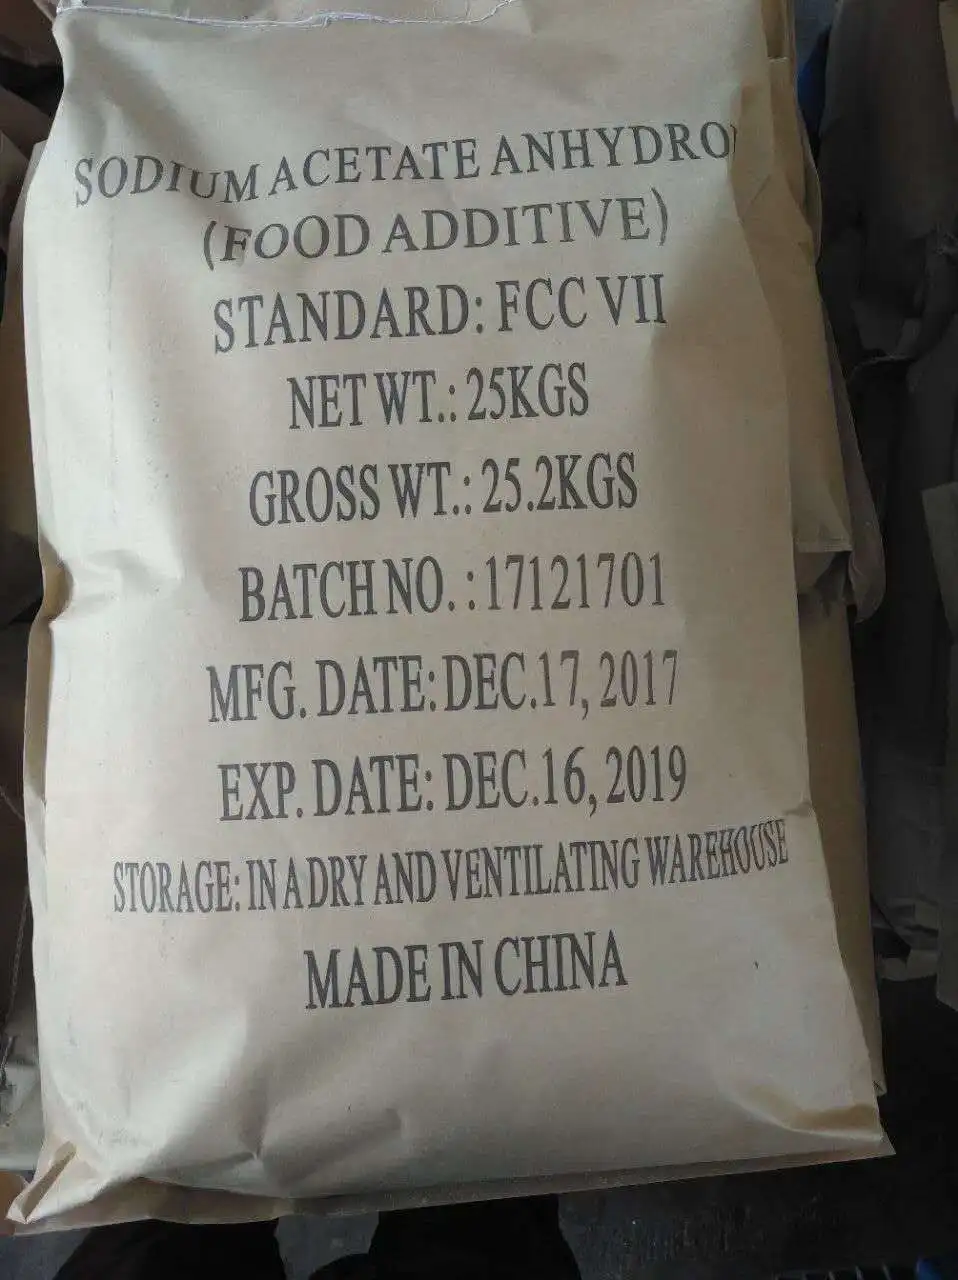 SODIUM ACETATE ANHYDRO
(FOOD ADDITIVE)
STANDARD: FCC VII
NET WT.: 25KGS
GROSS WT.: 25.2KGS
BATCH NO. : 17121701
MFG. DATE: DEC.17, 2017
EXP. DATE: DEC.16, 2019
STORAGE: IN A DRY AND VENTILATING WAREHOUSE
MADE IN CHINA